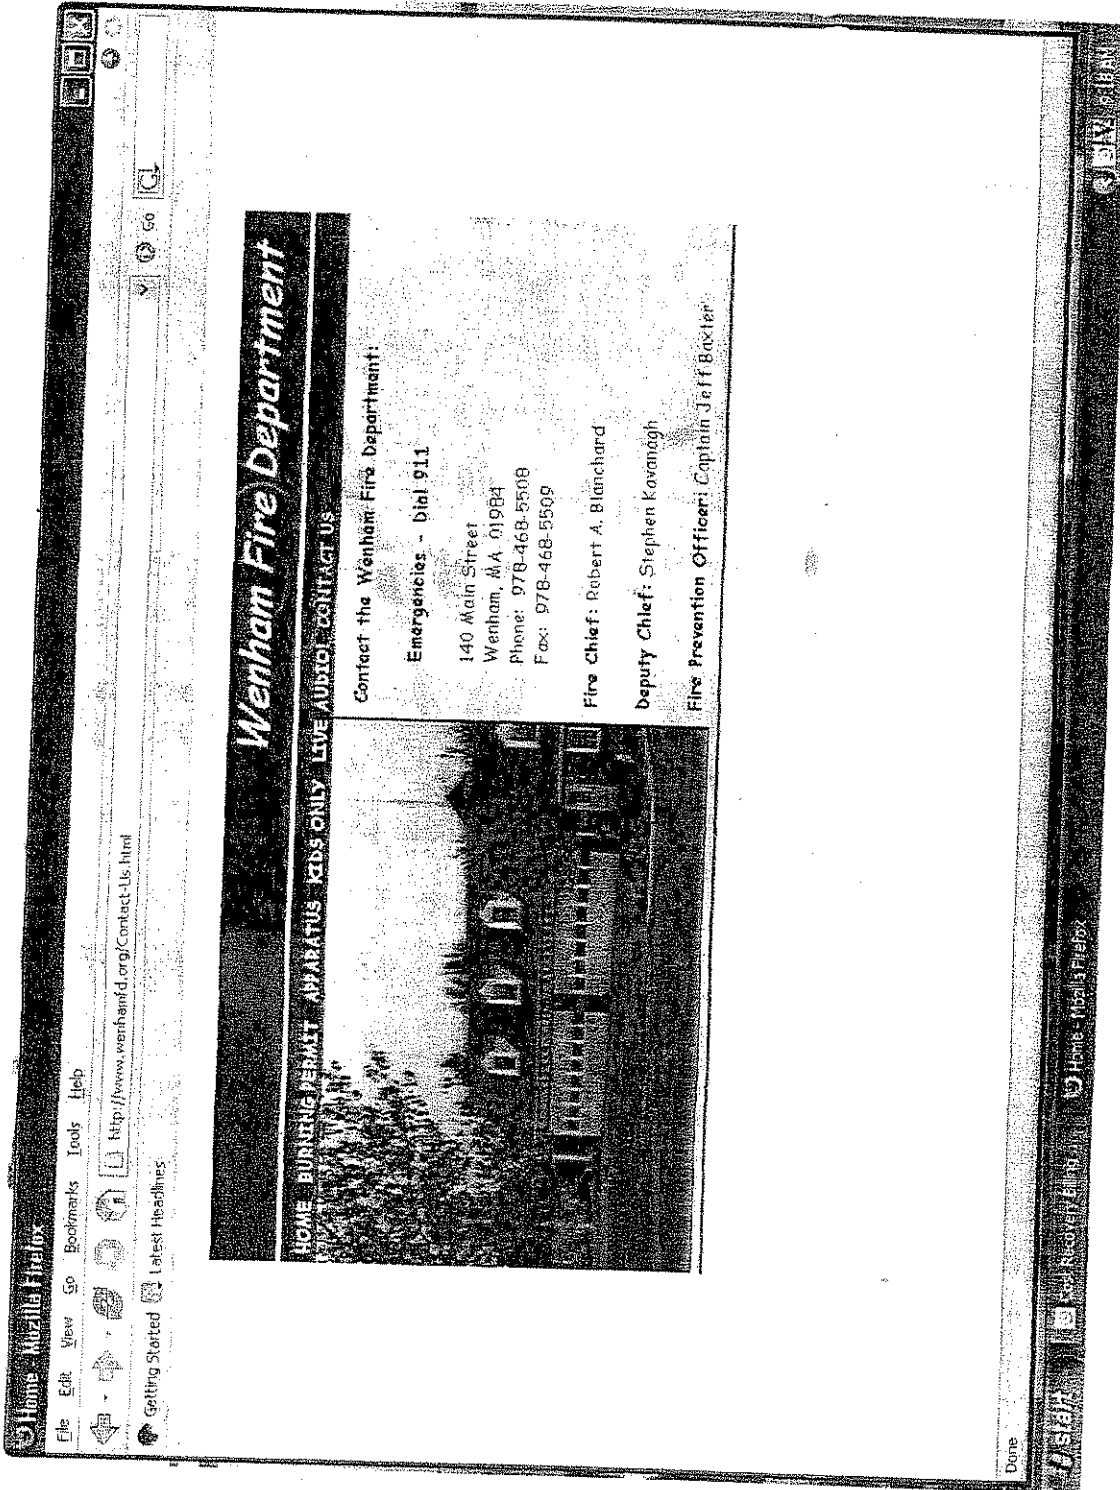 Home - Mozilla Firefox
File Edit View Go Bookmarks Tools Help
http://www.wenhamfd.org/Contact-Us.html
Go
Getting Started Latest Headlines
Wenham Fire Department
HOME BURNING PERMIT APPARATUS KIDS ONLY LIVE AUDIO! CONTACT US
Contact the Wenham Fire Department:
Emergencies - Dial 911
140 Main Street
Wenham, MA 01984
Phone: 978-468-5508
Fax: 978-468-5509
Fire Chief: Robert A. Blanchard
Deputy Chief: Stephen Kavanagh
Fire Prevention Officer: Captain Jeff Baxter
Done
start
Home - Mozilla Firefox